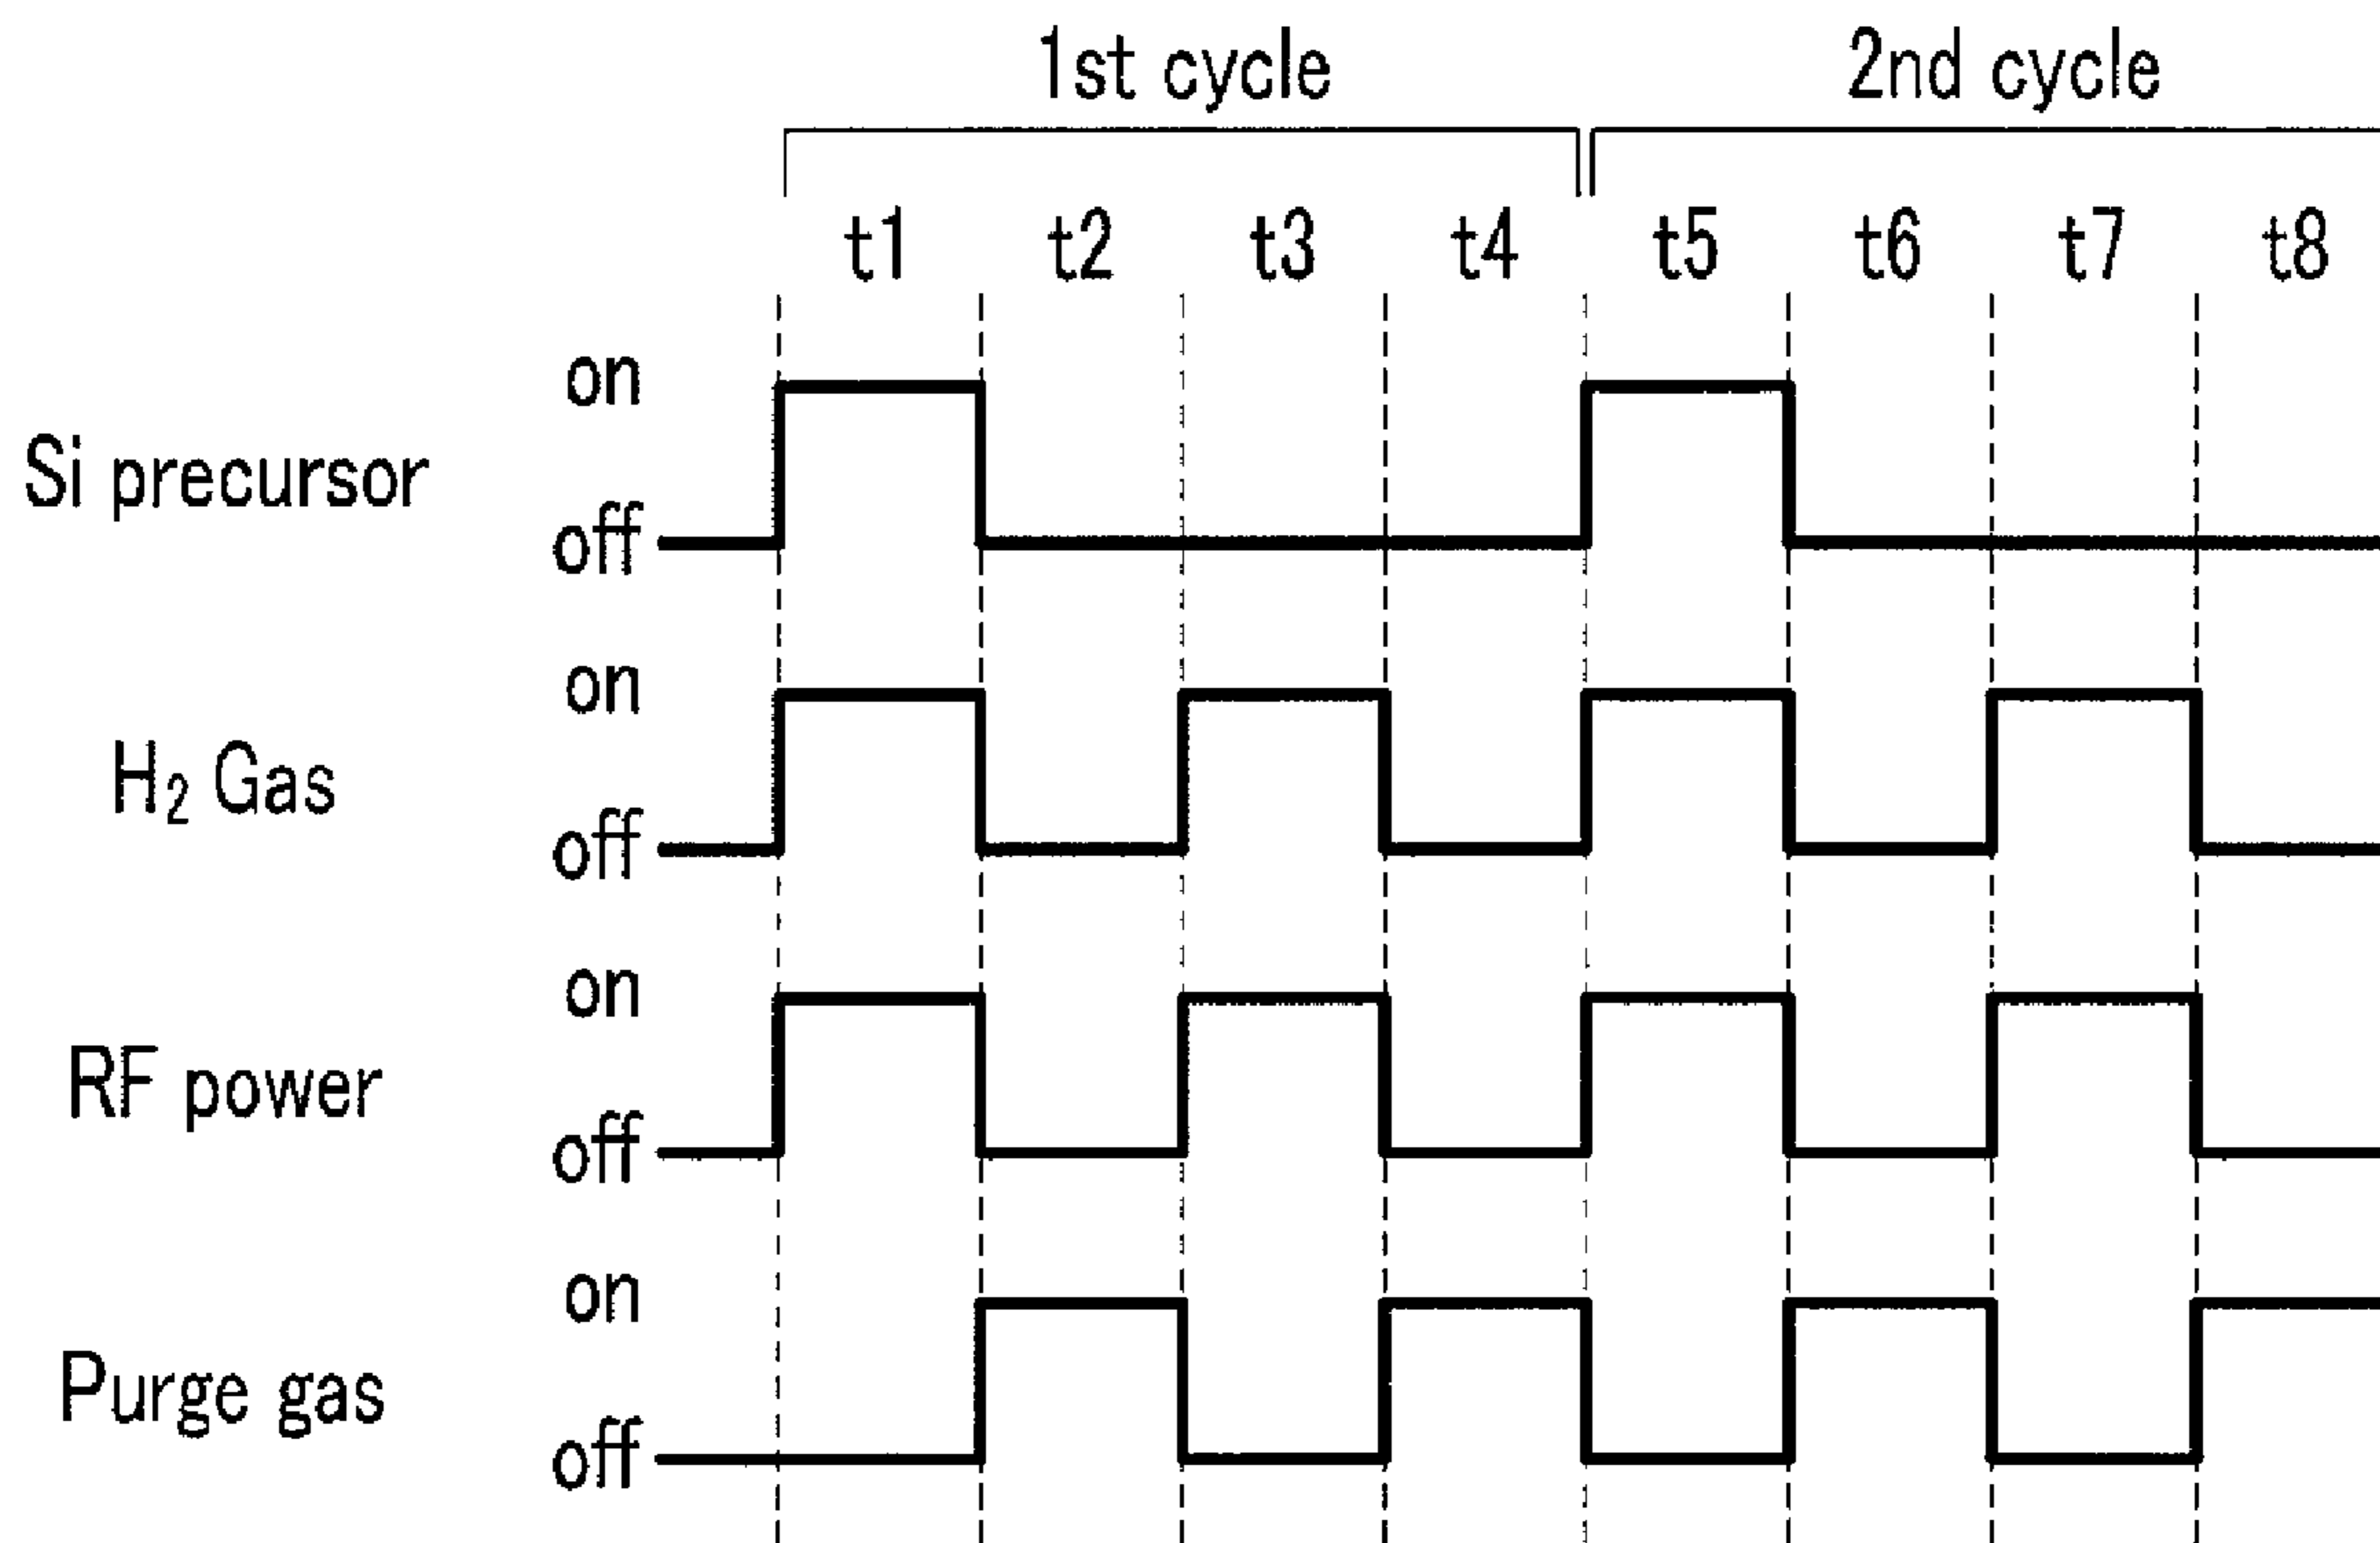 1st cycle 2nd cycle
t1 t2 t3 t4 t5 t6 t7 t8
on
Si precursor
off
on
H₂ Gas
off
on
RF power
off
on
Purge gas
off